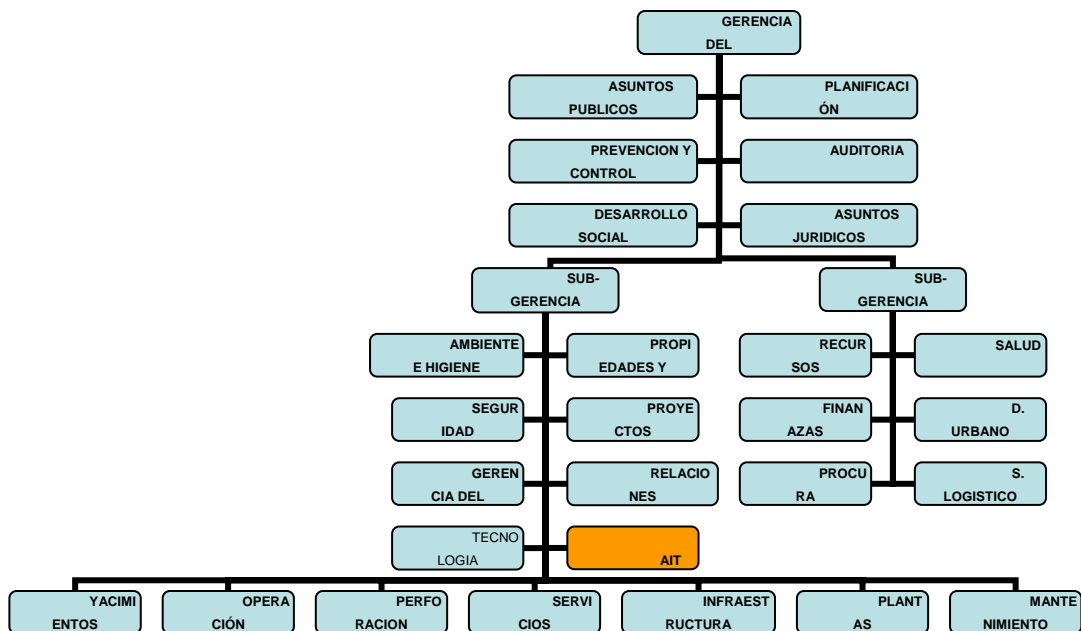 GERENCIA
DEL
ASUNTOS
PUBLICOS
PLANIFICACI
ÓN
PREVENCION Y
CONTROL
AUDITORIA
DESARROLLO
SOCIAL
ASUNTOS
JURIDICOS
SUB-
GERENCIA
SUB-
GERENCIA
AMBIENTE
E HIGIENE
PROPI
EDADES Y
RECUR
SOS
SALUD
SEGUR
IDAD
PROYE
CTOS
FINAN
AZAS
D.
URBANO
GEREN
CIA DEL
RELACIO
NES
PROCU
RA
S.
LOGISTICO
TECNO
LOGIA
AIT
YACIMI
ENTOS
OPERA
CIÓN
PERFO
RACION
SERVI
CIOS
INFRAEST
RUCTURA
PLANT
AS
MANTE
NIMIENTO